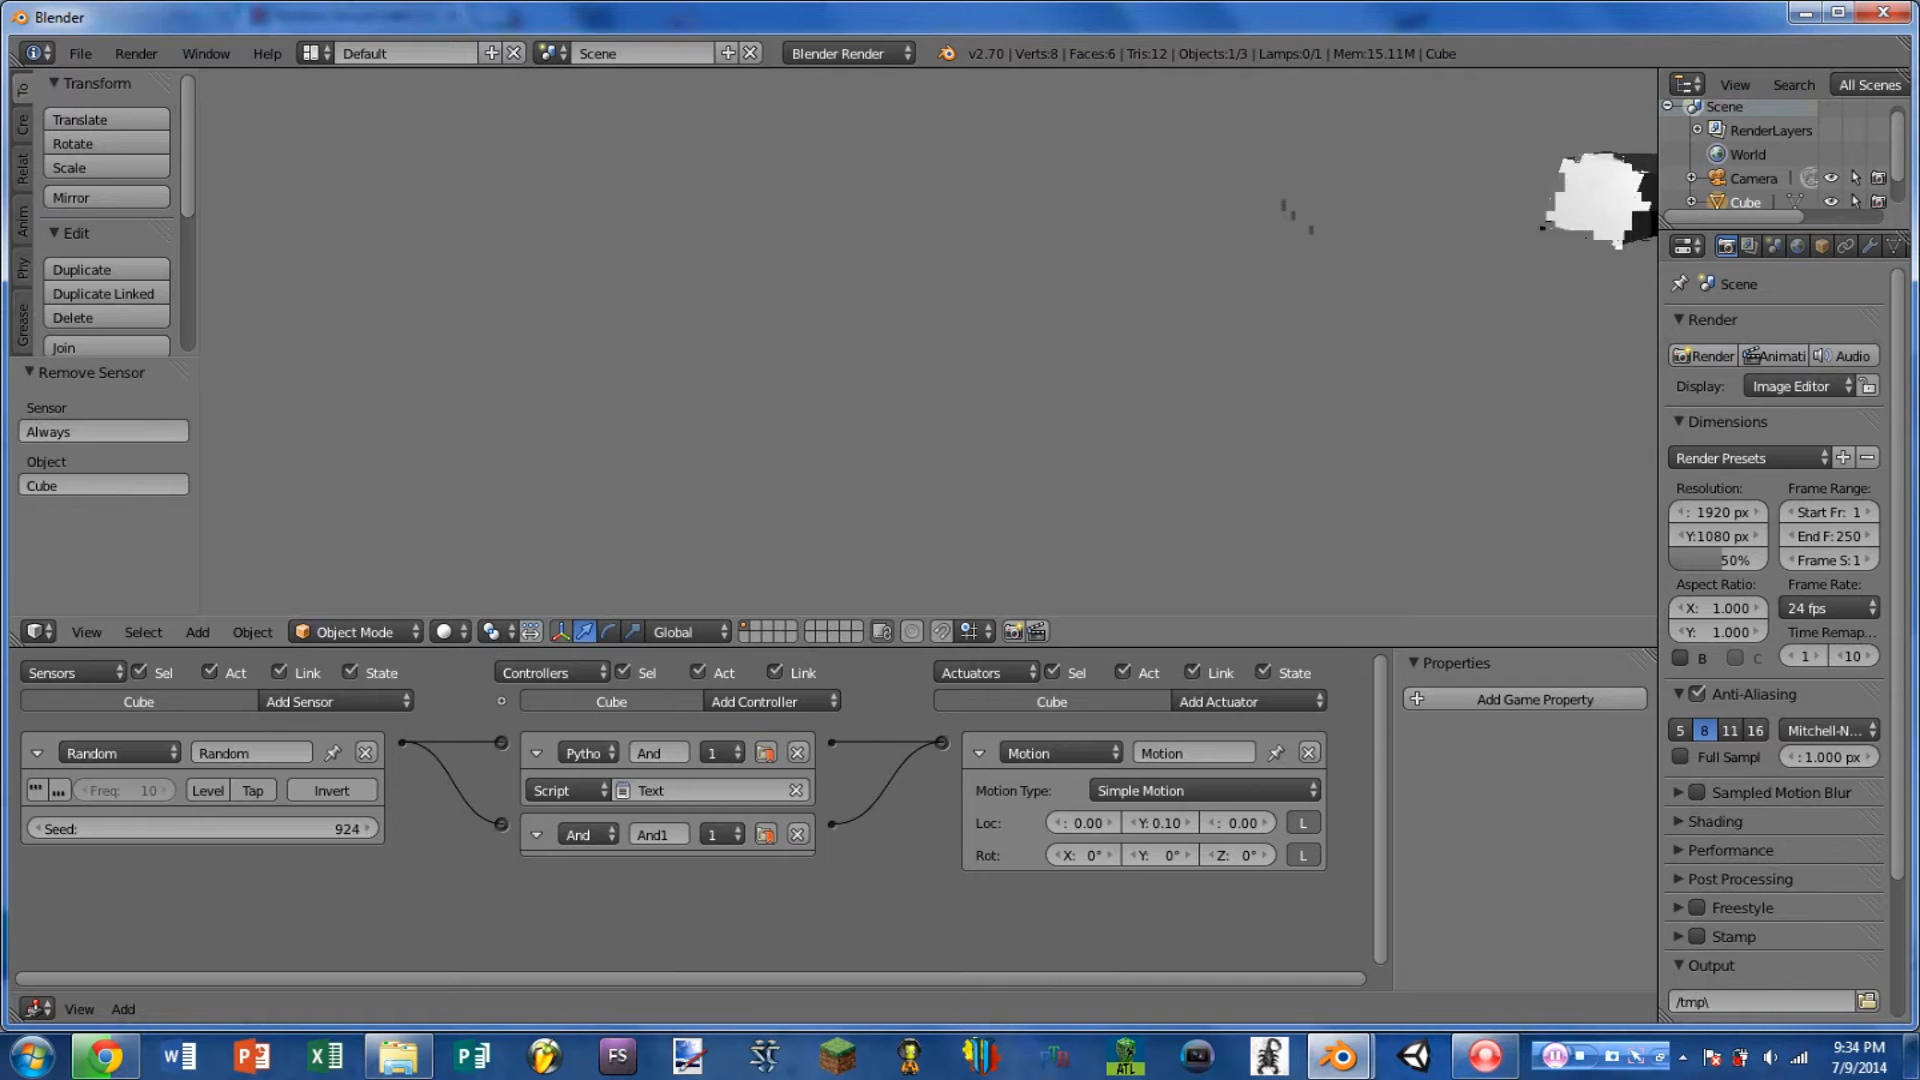 Blender
File Render Window Help Default Scene Blender Render v2.70 | Verts:8 | Faces:6 | Tris:12 | Objects:1/3 | Lamps:0/1 | Mem:15.11M | Cube
To
Cre
Relat
Anim
Phy
Grease
Transform
Translate
Rotate
Scale
Mirror
Edit
Duplicate
Duplicate Linked
Delete
Join
Remove Sensor
Sensor
Always
Object
Cube
View Select Add Object Object Mode Global
Sensors Sel Act Link State
Cube Add Sensor
Random Random
Freq: 10 Level Tap Invert
Seed: 924
Controllers Sel Act Link
Cube Add Controller
Pytho And 1
Script Text
And And1 1
Actuators Sel Act Link State
Cube Add Actuator
Motion Motion
Motion Type: Simple Motion
Loc: : 0.00 Y: 0.10 : 0.00 L
Rot: X: 0° Y: 0° Z: 0° L
Properties
Add Game Property
View Add
View Search All Scenes
Scene
RenderLayers
World
Camera
Cube
Scene
Render
Render Animati Audio
Display: Image Editor
Dimensions
Render Presets
Resolution: Frame Range:
: 1920 px Start Fr: 1
Y:1080 px End F: 250
50% Frame S: 1
Aspect Ratio: Frame Rate:
X: 1.000 24 fps
Y: 1.000 Time Remap...
B C 1 10
Anti-Aliasing
5 8 11 16 Mitchell-N...
Full Sampl : 1.000 px
Sampled Motion Blur
Shading
Performance
Post Processing
Freestyle
Stamp
Output
/tmp\
FS
ATL
9:34 PM
7/9/2014